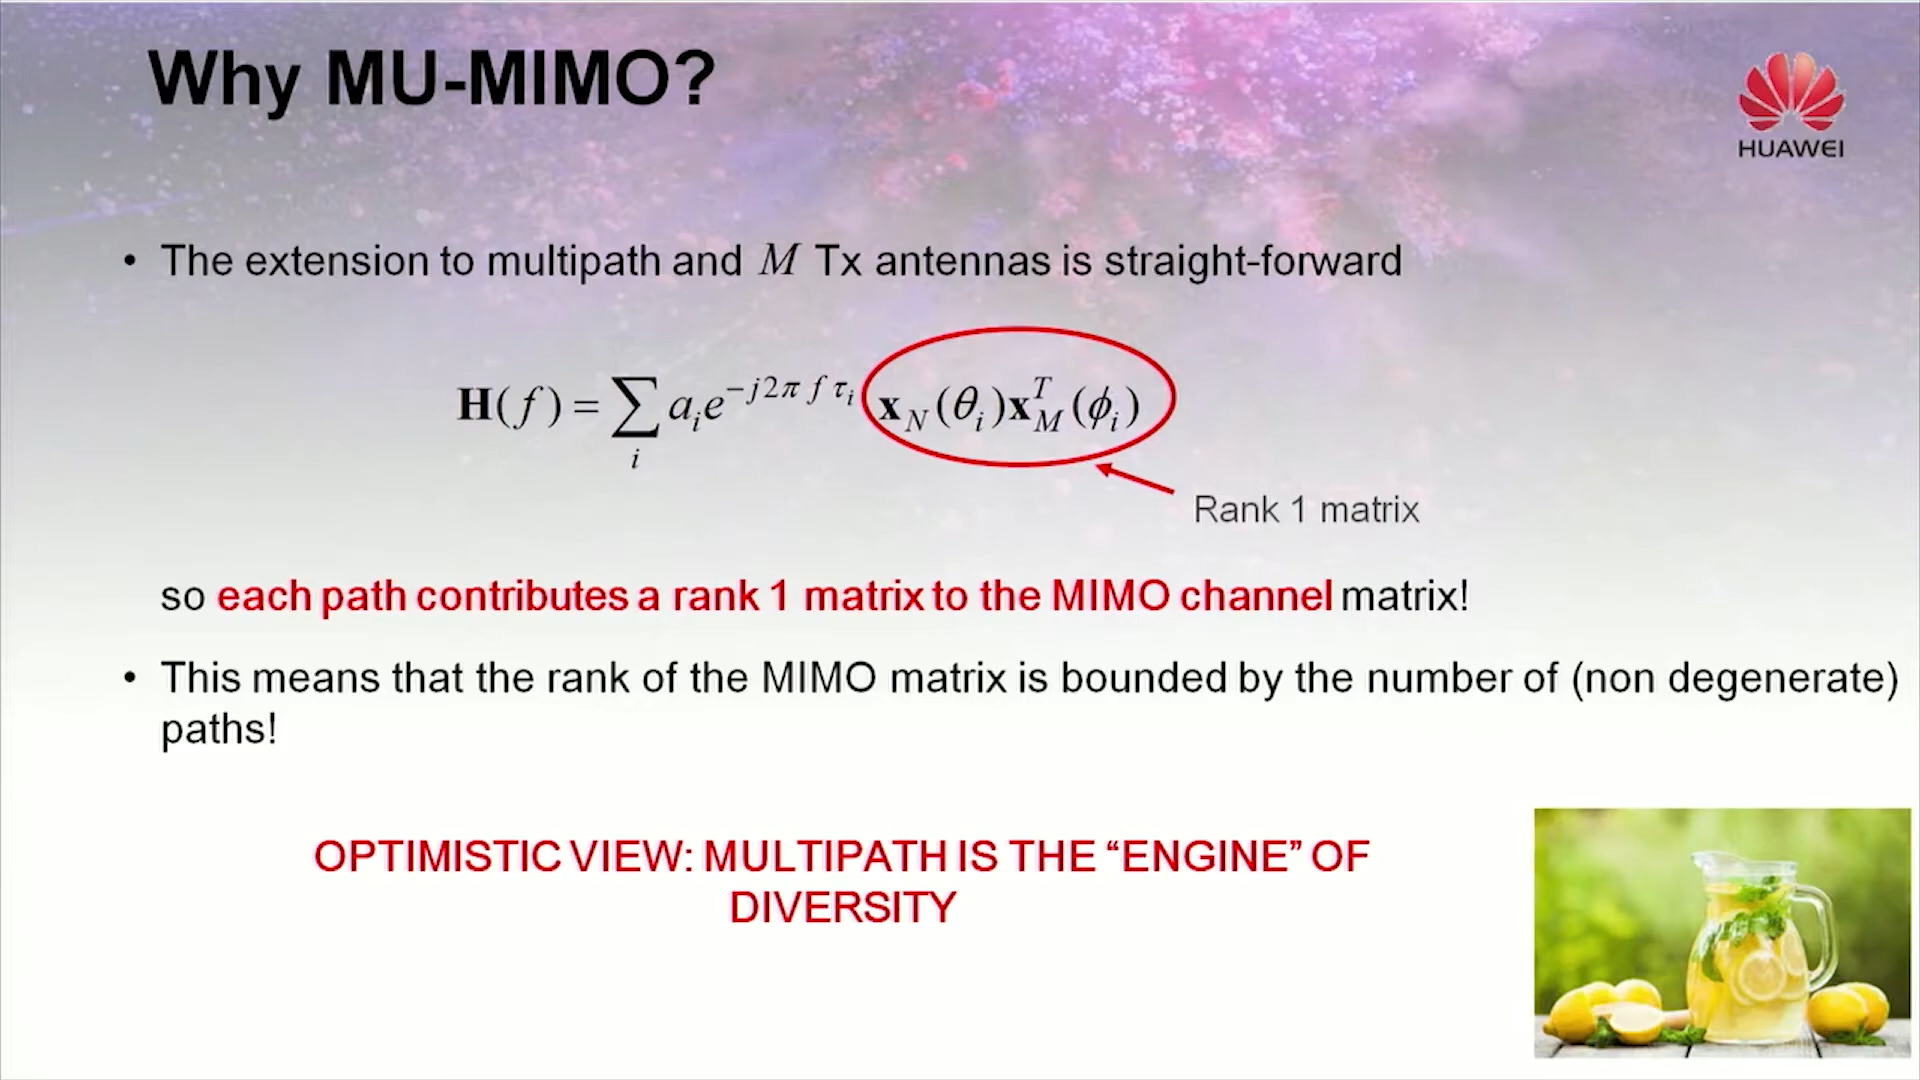 Why MU-MIMO?
HUAWEI
• The extension to multipath and M Tx antennas is straight-forward
H(f) = ∑_i a_i e^{-j2π f τ_i} x_N(θ_i) x_M^T(ϕ_i)
Rank 1 matrix
so each path contributes a rank 1 matrix to the MIMO channel matrix!
• This means that the rank of the MIMO matrix is bounded by the number of (non degenerate)
paths!
OPTIMISTIC VIEW: MULTIPATH IS THE “ENGINE” OF
DIVERSITY